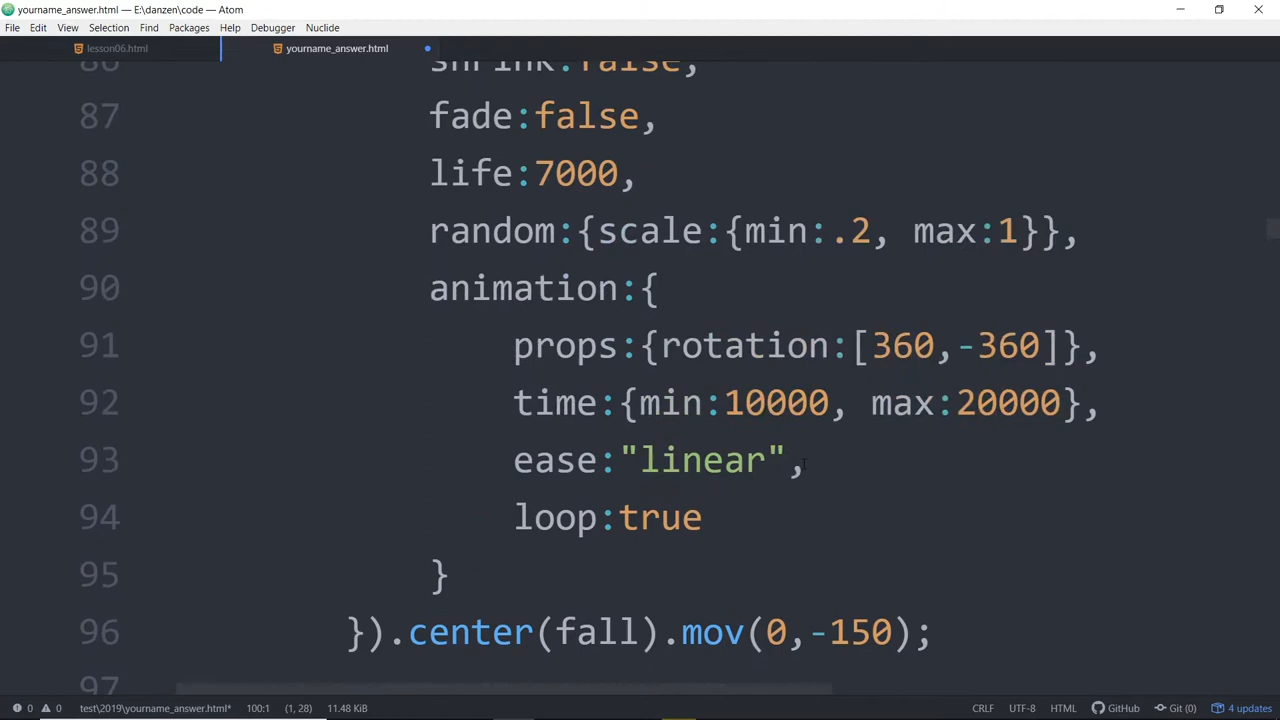 yourname_answer.html — E:\danzen\code — Atom
File Edit View Selection Find Packages Help Debugger Nuclide
lesson06.html yourname_answer.html
86 shrink:false,
87 fade:false,
88 life:7000,
89 random:{scale:{min:.2, max:1}},
90 animation:{
91 props:{rotation:[360,-360]},
92 time:{min:10000, max:20000},
93 ease:"linear",
94 loop:true
95 }
96 }).center(fall).mov(0,-150);
97
0 0 test\2019\yourname_answer.html* 100:1 (1, 28) 11.48 KiB CRLF UTF-8 HTML GitHub Git (0) 4 updates